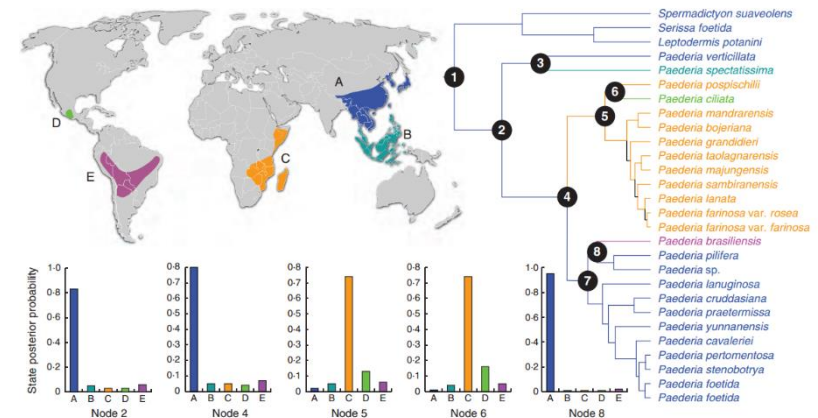 A
B
C
D
E
1
2
3
4
5
6
7
8
Spermadictyon suaveolens
Serissa foetida
Leptodermis potanini
Paederia verticillata
Paederia spectatissima
Paederia pospischilii
Paederia ciliata
Paederia mandrarensis
Paederia bojeriana
Paederia grandidieri
Paederia taolagnarensis
Paederia majungensis
Paederia sambiranensis
Paederia lanata
Paederia farinosa var. rosea
Paederia farinosa var. farinosa
Paederia brasiliensis
Paederia pilifera
Paederia sp.
Paederia lanuginosa
Paederia cruddasiana
Paederia praetermissa
Paederia yunnanensis
Paederia cavaleriei
Paederia pertomentosa
Paederia stenobotrya
Paederia foetida
Paederia foetida
State posterior probability
1·0
0·8
0·6
0·4
0·2
0
A B C D E
Node 2
0·8
0·7
0·6
0·5
0·4
0·3
0·2
0·1
0
A B C D E
Node 4
0·8
0·7
0·6
0·5
0·4
0·3
0·2
0·1
0
A B C D E
Node 5
0·8
0·7
0·6
0·5
0·4
0·3
0·2
0·1
0
A B C D E
Node 6
1·0
0·8
0·6
0·4
0·2
0
A B C D E
Node 8